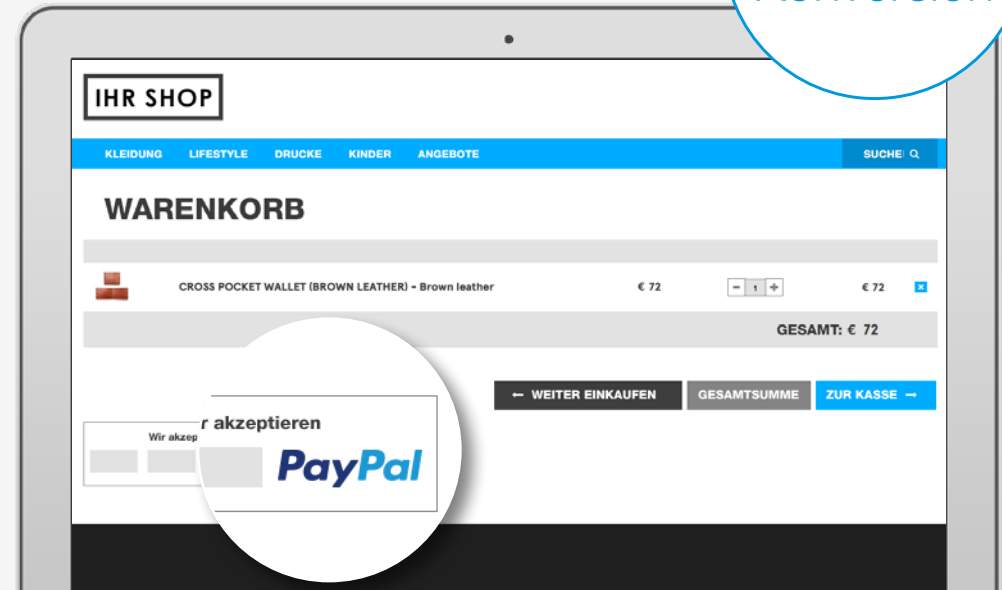 IHR SHOP
KLEIDUNG LIFESTYLE DRUCKE KINDER ANGEBOTE SUCHE
WARENKORB
CROSS POCKET WALLET (BROWN LEATHER) - Brown leather € 72 - 1 + € 72
GESAMT: € 72
← WEITER EINKAUFEN GESAMTSUMME ZUR KASSE →
Wir akzep
r akzeptieren
PayPal